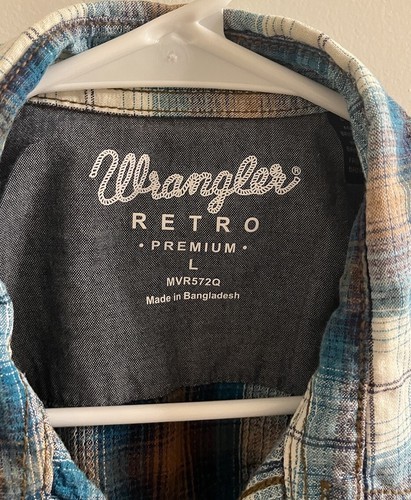 Wrangler®
RETRO
• PREMIUM •
L
MVR572Q
Made in Bangladesh